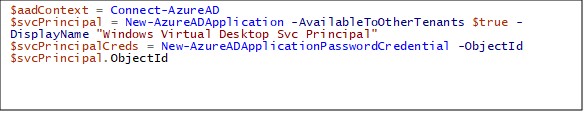 $aadContext = Connect-AzureAD
$svcPrincipal = New-AzureADApplication -AvailableToOtherTenants $true -
DisplayName "Windows Virtual Desktop Svc Principal"
$svcPrincipalCreds = New-AzureADApplicationPasswordCredential -ObjectId
$svcPrincipal.ObjectId